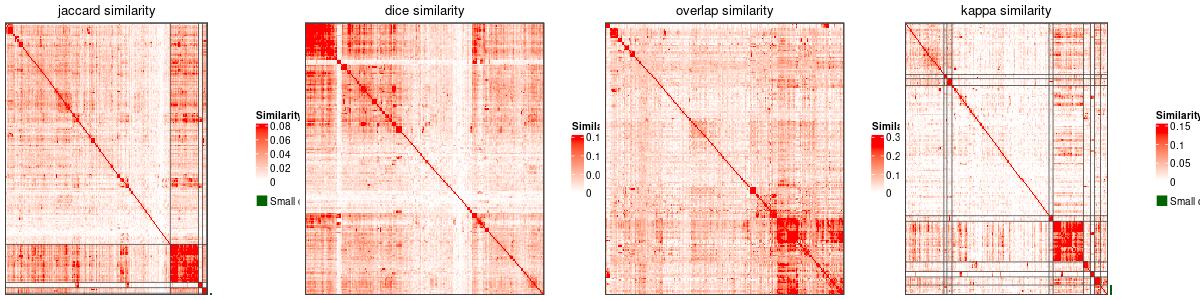 jaccard similarity
Similarity
0.08
0.06
0.04
0.02
0
Small
dice similarity
0.1
0.1
0.0
0
overlap similarity
0.3
0.2
0.1
0
kappa similarity
Similarity
0.15
0.1
0.05
0
Small